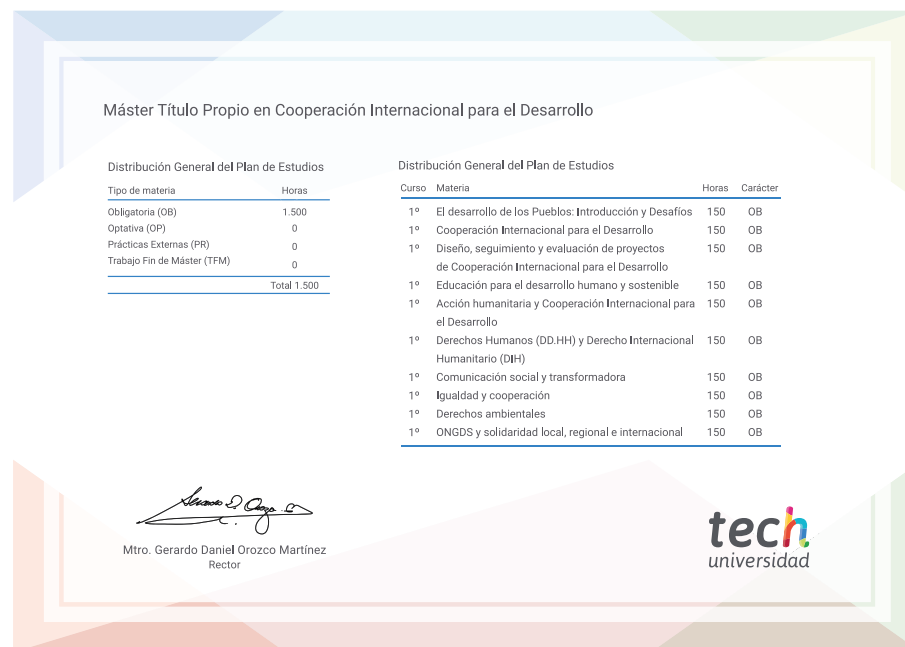 Máster Título Propio en Cooperación Internacional para el Desarrollo
Distribución General del Plan de Estudios
Tipo de materia Horas
Obligatoria (OB) 1.500
Optativa (OP) 0
Prácticas Externas (PR) 0
Trabajo Fin de Máster (TFM) 0
Total 1.500
Distribución General del Plan de Estudios
Curso Materia Horas Carácter
1º El desarrollo de los Pueblos: Introducción y Desafíos 150 OB
1º Cooperación Internacional para el Desarrollo 150 OB
1º Diseño, seguimiento y evaluación de proyectos 150 OB
de Cooperación Internacional para el Desarrollo
1º Educación para el desarrollo humano y sostenible 150 OB
1º Acción humanitaria y Cooperación Internacional para 150 OB
el Desarrollo
1º Derechos Humanos (DD.HH) y Derecho Internacional 150 OB
Humanitario (DIH)
1º Comunicación social y transformadora 150 OB
1º Igualdad y cooperación 150 OB
1º Derechos ambientales 150 OB
1º ONGDS y solidaridad local, regional e internacional 150 OB
Mtro. Gerardo Daniel Orozco Martínez
Rector
tech
universidad